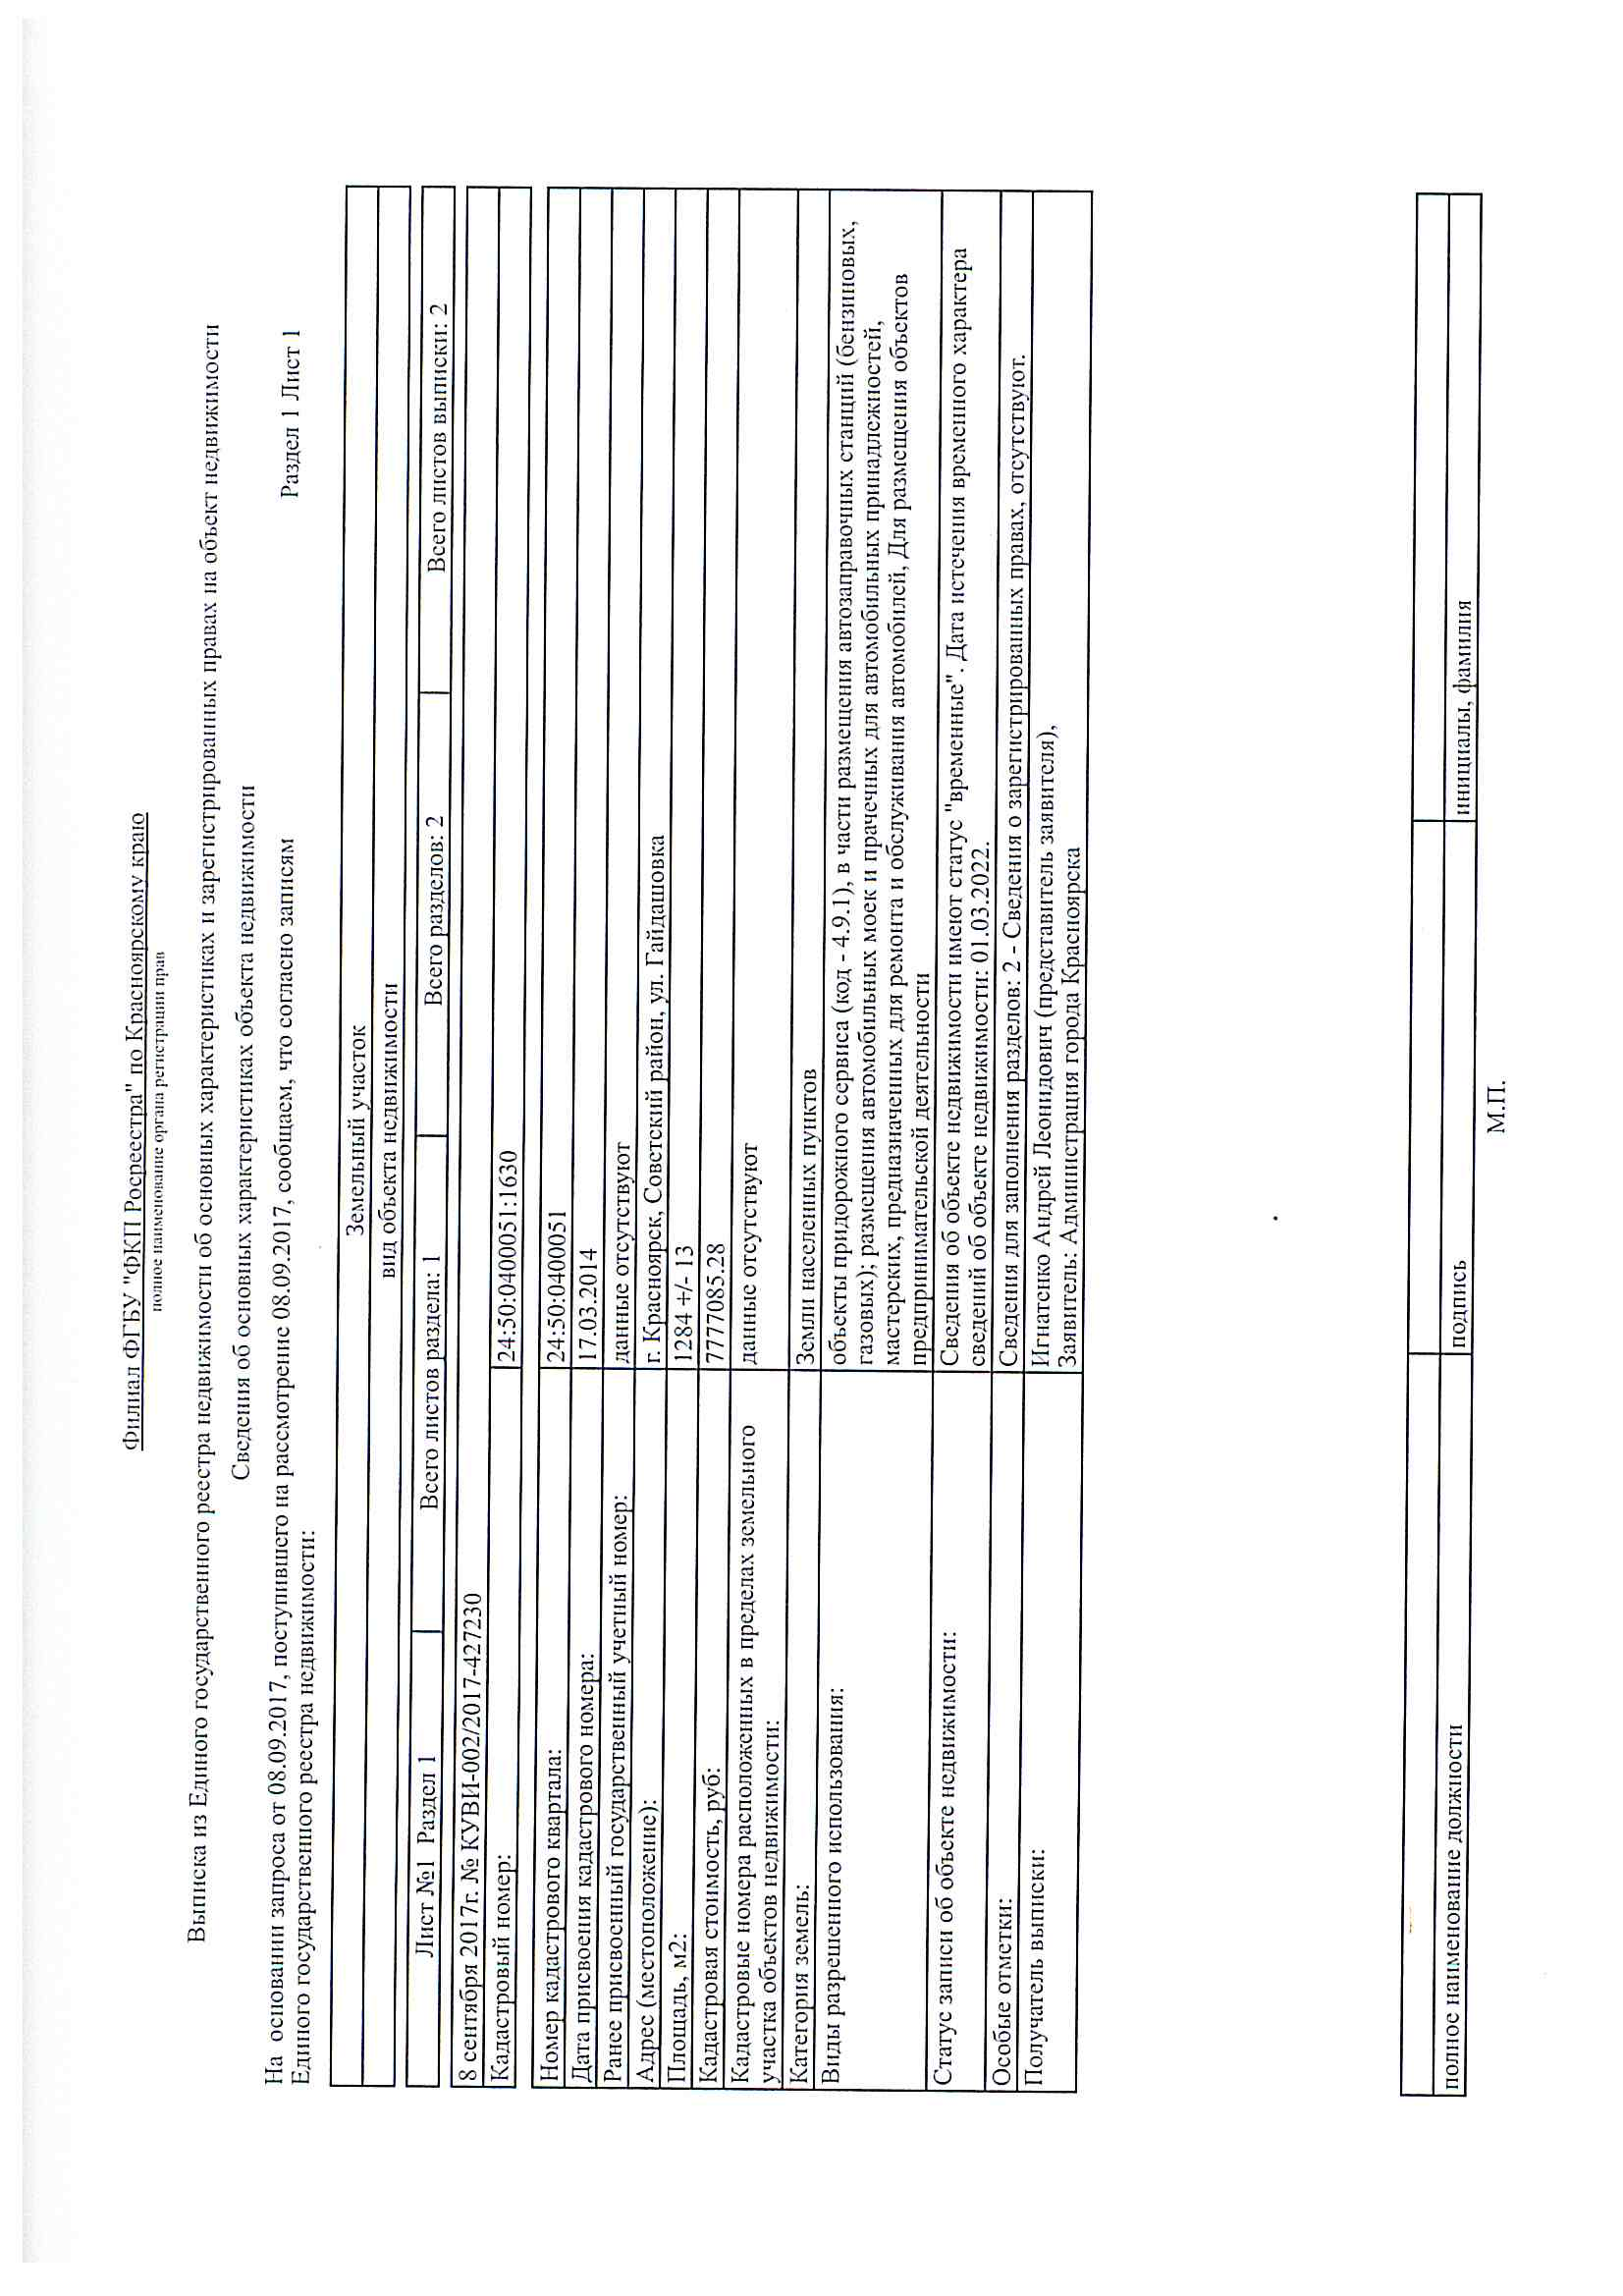 Филиал ФГБУ "ФКП Росреестра" по Красноярскому краю
полное наименование органа регистрации прав
Выписка из Единого государственного реестра недвижимости об основных характеристиках и зарегистрированных правах на объект недвижимости
Сведения об основных характеристиках объекта недвижимости
На основании запроса от 08.09.2017, поступившего на рассмотрение 08.09.2017, сообщаем, что согласно записям
Единого государственного реестра недвижимости:
Раздел 1 Лист 1
Земельный участок
вид объекта недвижимости
Лист №1 Раздел 1
Всего листов раздела: 1
Всего разделов: 2
Всего листов выписки: 2
8 сентября 2017г. № КУВИ-002/2017-427230
Кадастровый номер:
24:50:0400051:1630
Номер кадастрового квартала:
24:50:0400051
Дата присвоения кадастрового номера:
17.03.2014
Ранее присвоенный государственный учетный номер:
данные отсутствуют
Адрес (местоположение):
г. Красноярск, Советский район, ул. Гайдашовка
Площадь, м2:
1284 +/- 13
Кадастровая стоимость, руб:
7777085.28
Кадастровые номера расположенных в пределах земельного
участка объектов недвижимости:
данные отсутствуют
Категория земель:
Земли населенных пунктов
Виды разрешенного использования:
объекты придорожного сервиса (код - 4.9.1), в части размещения автозаправочных станций (бензиновых,
газовых); размещения автомобильных моек и прачечных для автомобильных принадлежностей,
мастерских, предназначенных для ремонта и обслуживания автомобилей, Для размещения объектов
предпринимательской деятельности
Статус записи об объекте недвижимости:
Сведения об объекте недвижимости имеют статус "временные". Дата истечения временного характера
сведений об объекте недвижимости: 01.03.2022.
Особые отметки:
Сведения для заполнения разделов: 2 - Сведения о зарегистрированных правах, отсутствуют.
Получатель выписки:
Игнатенко Андрей Леонидович (представитель заявителя),
Заявитель: Администрация города Красноярска
полное наименование должности
подпись
инициалы, фамилия
М.П.